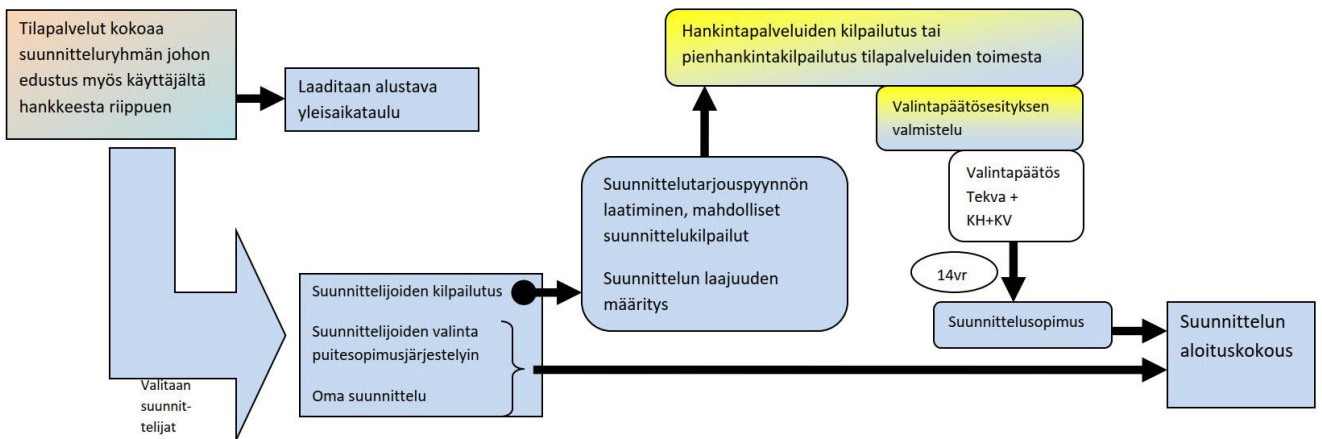 Tilapalvelut kokoaa
suunnitteluryhmän johon
edustus myös käyttäjältä
hankkeesta riippuen
Laaditaan alustava
yleisaikataulu
Valitaan
suunnit-
telijat
Suunnittelijoiden kilpailutus
Suunnittelijoiden valinta
puitesopimusjärjestelyin
Oma suunnittelu
Suunnittelutarjouspyynnön
laatiminen, mahdolliset
suunnittelukilpailut
Suunnittelun laajuuden
määritys
Hankintapalveluiden kilpailutus tai
pienhankintakilpailutus tilapalveluiden toimesta
Valintapäätösesityksen
valmistelu
Valintapäätös
Tekva +
KH+KV
14vr
Suunnittelusopimus
Suunnittelun
aloituskokous